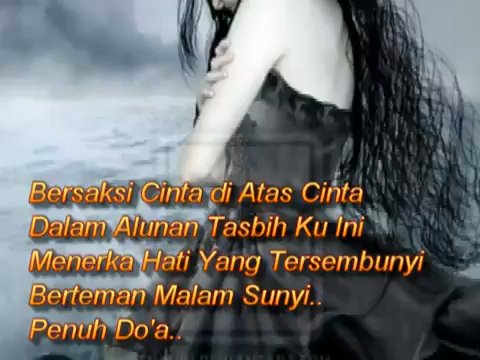 Bersaksi Cinta di Atas Cinta
Dalam Alunan Tasbih Ku Ini
Menerka Hati Yang Tersembunyi
Berteman Malam Sunyi..
Penuh Do'a..